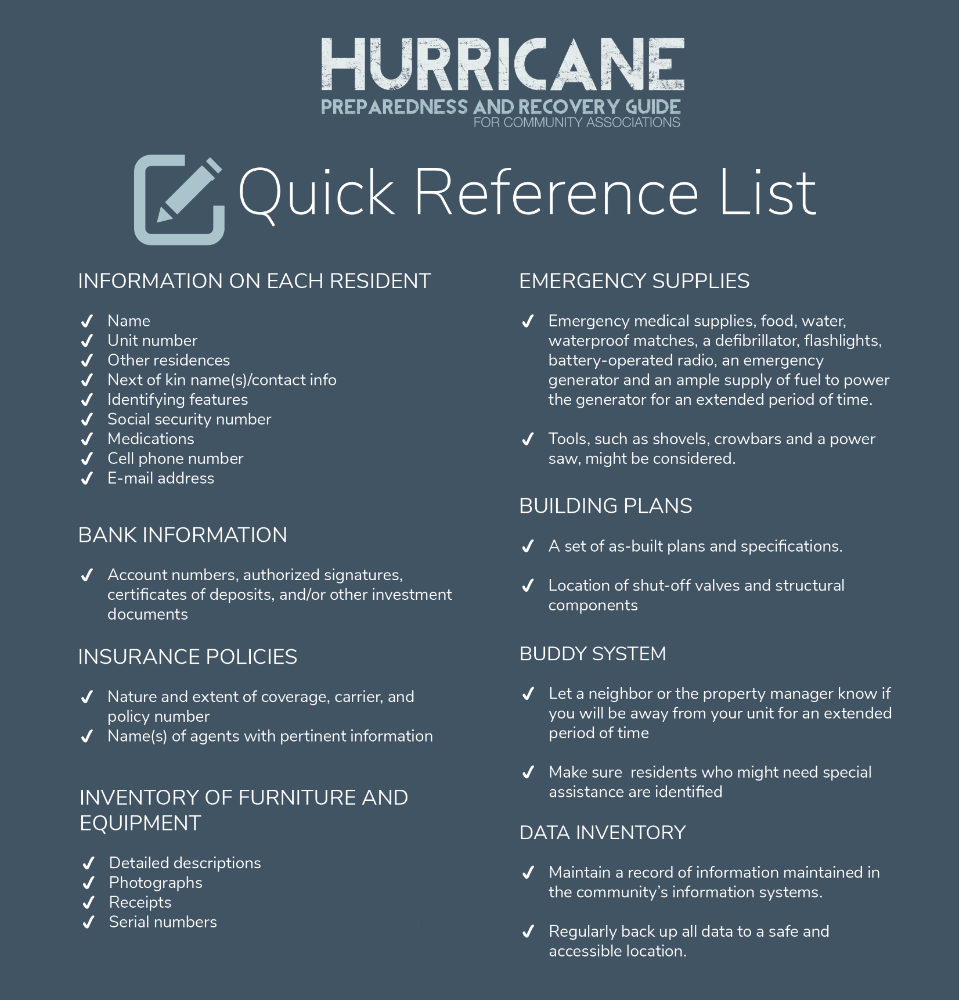 HURRICANE
PREPAREDNESS AND RECOVERY GUIDE
FOR COMMUNITY ASSOCIATIONS
Quick Reference List
INFORMATION ON EACH RESIDENT
✓ Name
✓ Unit number
✓ Other residences
✓ Next of kin name(s)/contact info
✓ Identifying features
✓ Social security number
✓ Medications
✓ Cell phone number
✓ E-mail address
BANK INFORMATION
✓ Account numbers, authorized signatures,
certificates of deposits, and/or other investment
documents
INSURANCE POLICIES
✓ Nature and extent of coverage, carrier, and
policy number
✓ Name(s) of agents with pertinent information
INVENTORY OF FURNITURE AND
EQUIPMENT
✓ Detailed descriptions
✓ Photographs
✓ Receipts
✓ Serial numbers
EMERGENCY SUPPLIES
✓ Emergency medical supplies, food, water,
waterproof matches, a defibrillator, flashlights,
battery-operated radio, an emergency
generator and an ample supply of fuel to power
the generator for an extended period of time.
✓ Tools, such as shovels, crowbars and a power
saw, might be considered.
BUILDING PLANS
✓ A set of as-built plans and specifications.
✓ Location of shut-off valves and structural
components
BUDDY SYSTEM
✓ Let a neighbor or the property manager know if
you will be away from your unit for an extended
period of time
✓ Make sure  residents who might need special
assistance are identified
DATA INVENTORY
✓ Maintain a record of information maintained in
the community’s information systems.
✓ Regularly back up all data to a safe and
accessible location.